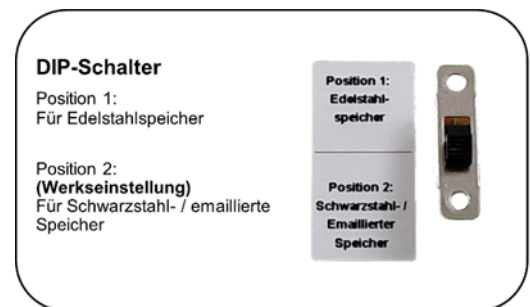 DIP-Schalter
Position 1:
Für Edelstahlspeicher
Position 2:
(Werkseinstellung)
Für Schwarzstahl- / emaillierte
Speicher
Position 1:
Edelstahl-
speicher
Position 2:
Schwarzstahl- /
Emaillierter
Speicher